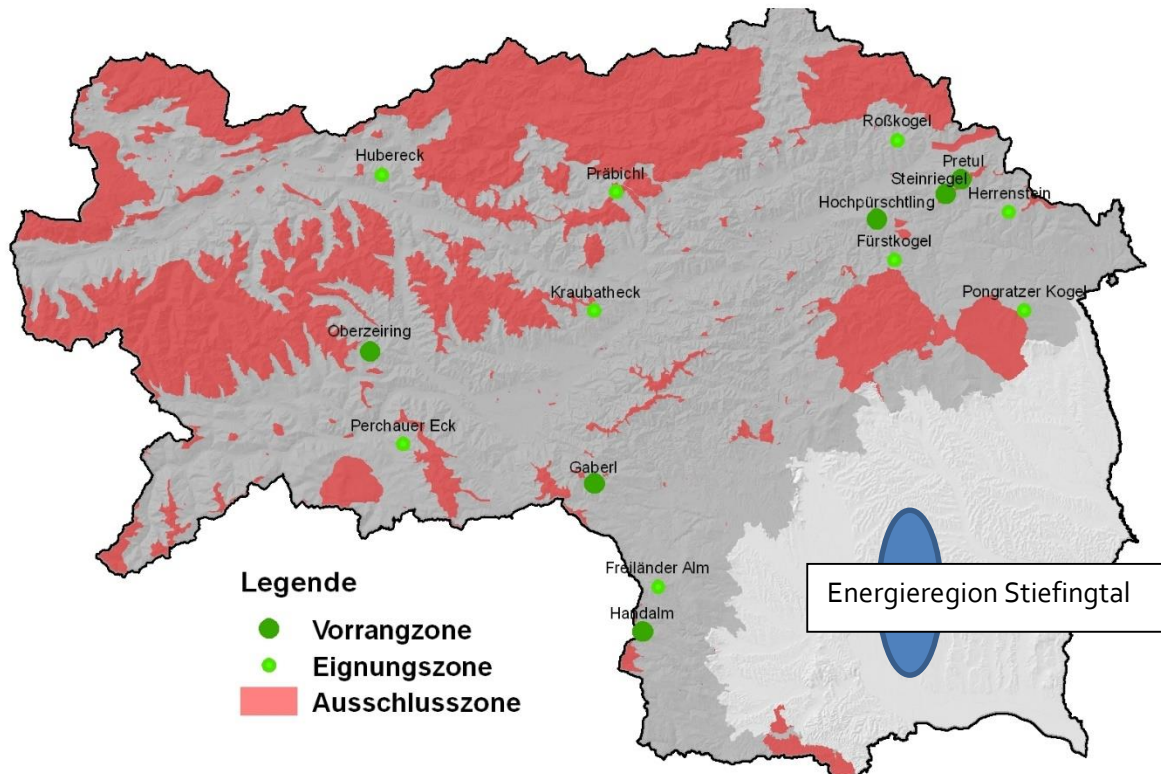 Roßkogel
Hubereck
Präbichl
Pretul
Steinriegel
Herrenstein
Hochpürschtling
Fürstkogel
Kraubatheck
Pongratzer Kogel
Oberzeiring
Perchauer Eck
Gaberl
Freiländer Alm
Handalm
Energieregion Stiefingtal
Legende
Vorrangzone
Eignungszone
Ausschlusszone